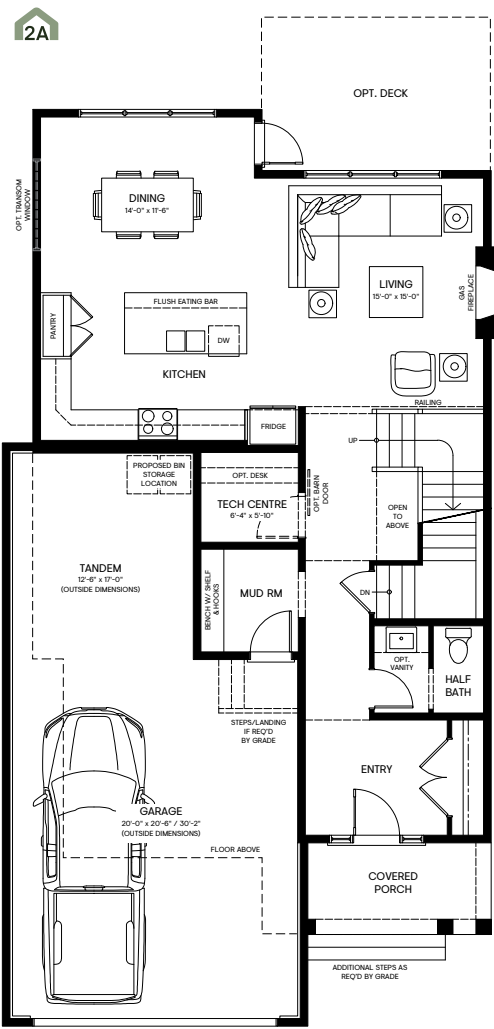 2A
OPT. DECK
OPT. TRANSOM
WINDOW
DINING
14'-0" x 11'-6"
LIVING
15'-0" x 15'-0"
GAS
FIREPLACE
PANTRY
FLUSH EATING BAR
DW
KITCHEN
FRIDGE
RAILING
UP
PROPOSED BIN
STORAGE
LOCATION
OPT. DESK
TECH CENTRE
6'-4" x 5'-10"
OPT. BARN
DOOR
OPEN
TO
ABOVE
TANDEM
12'-6" x 17'-0"
(OUTSIDE DIMENSIONS)
BENCH W/ SHELF
& HOOKS
MUD RM
DN
OPT.
VANITY
HALF
BATH
STEPS/LANDING
IF REQ'D
BY GRADE
ENTRY
GARAGE
20'-0" x 20'-6" / 30'-2"
(OUTSIDE DIMENSIONS)
FLOOR ABOVE
COVERED
PORCH
ADDITIONAL STEPS AS
REQ'D BY GRADE